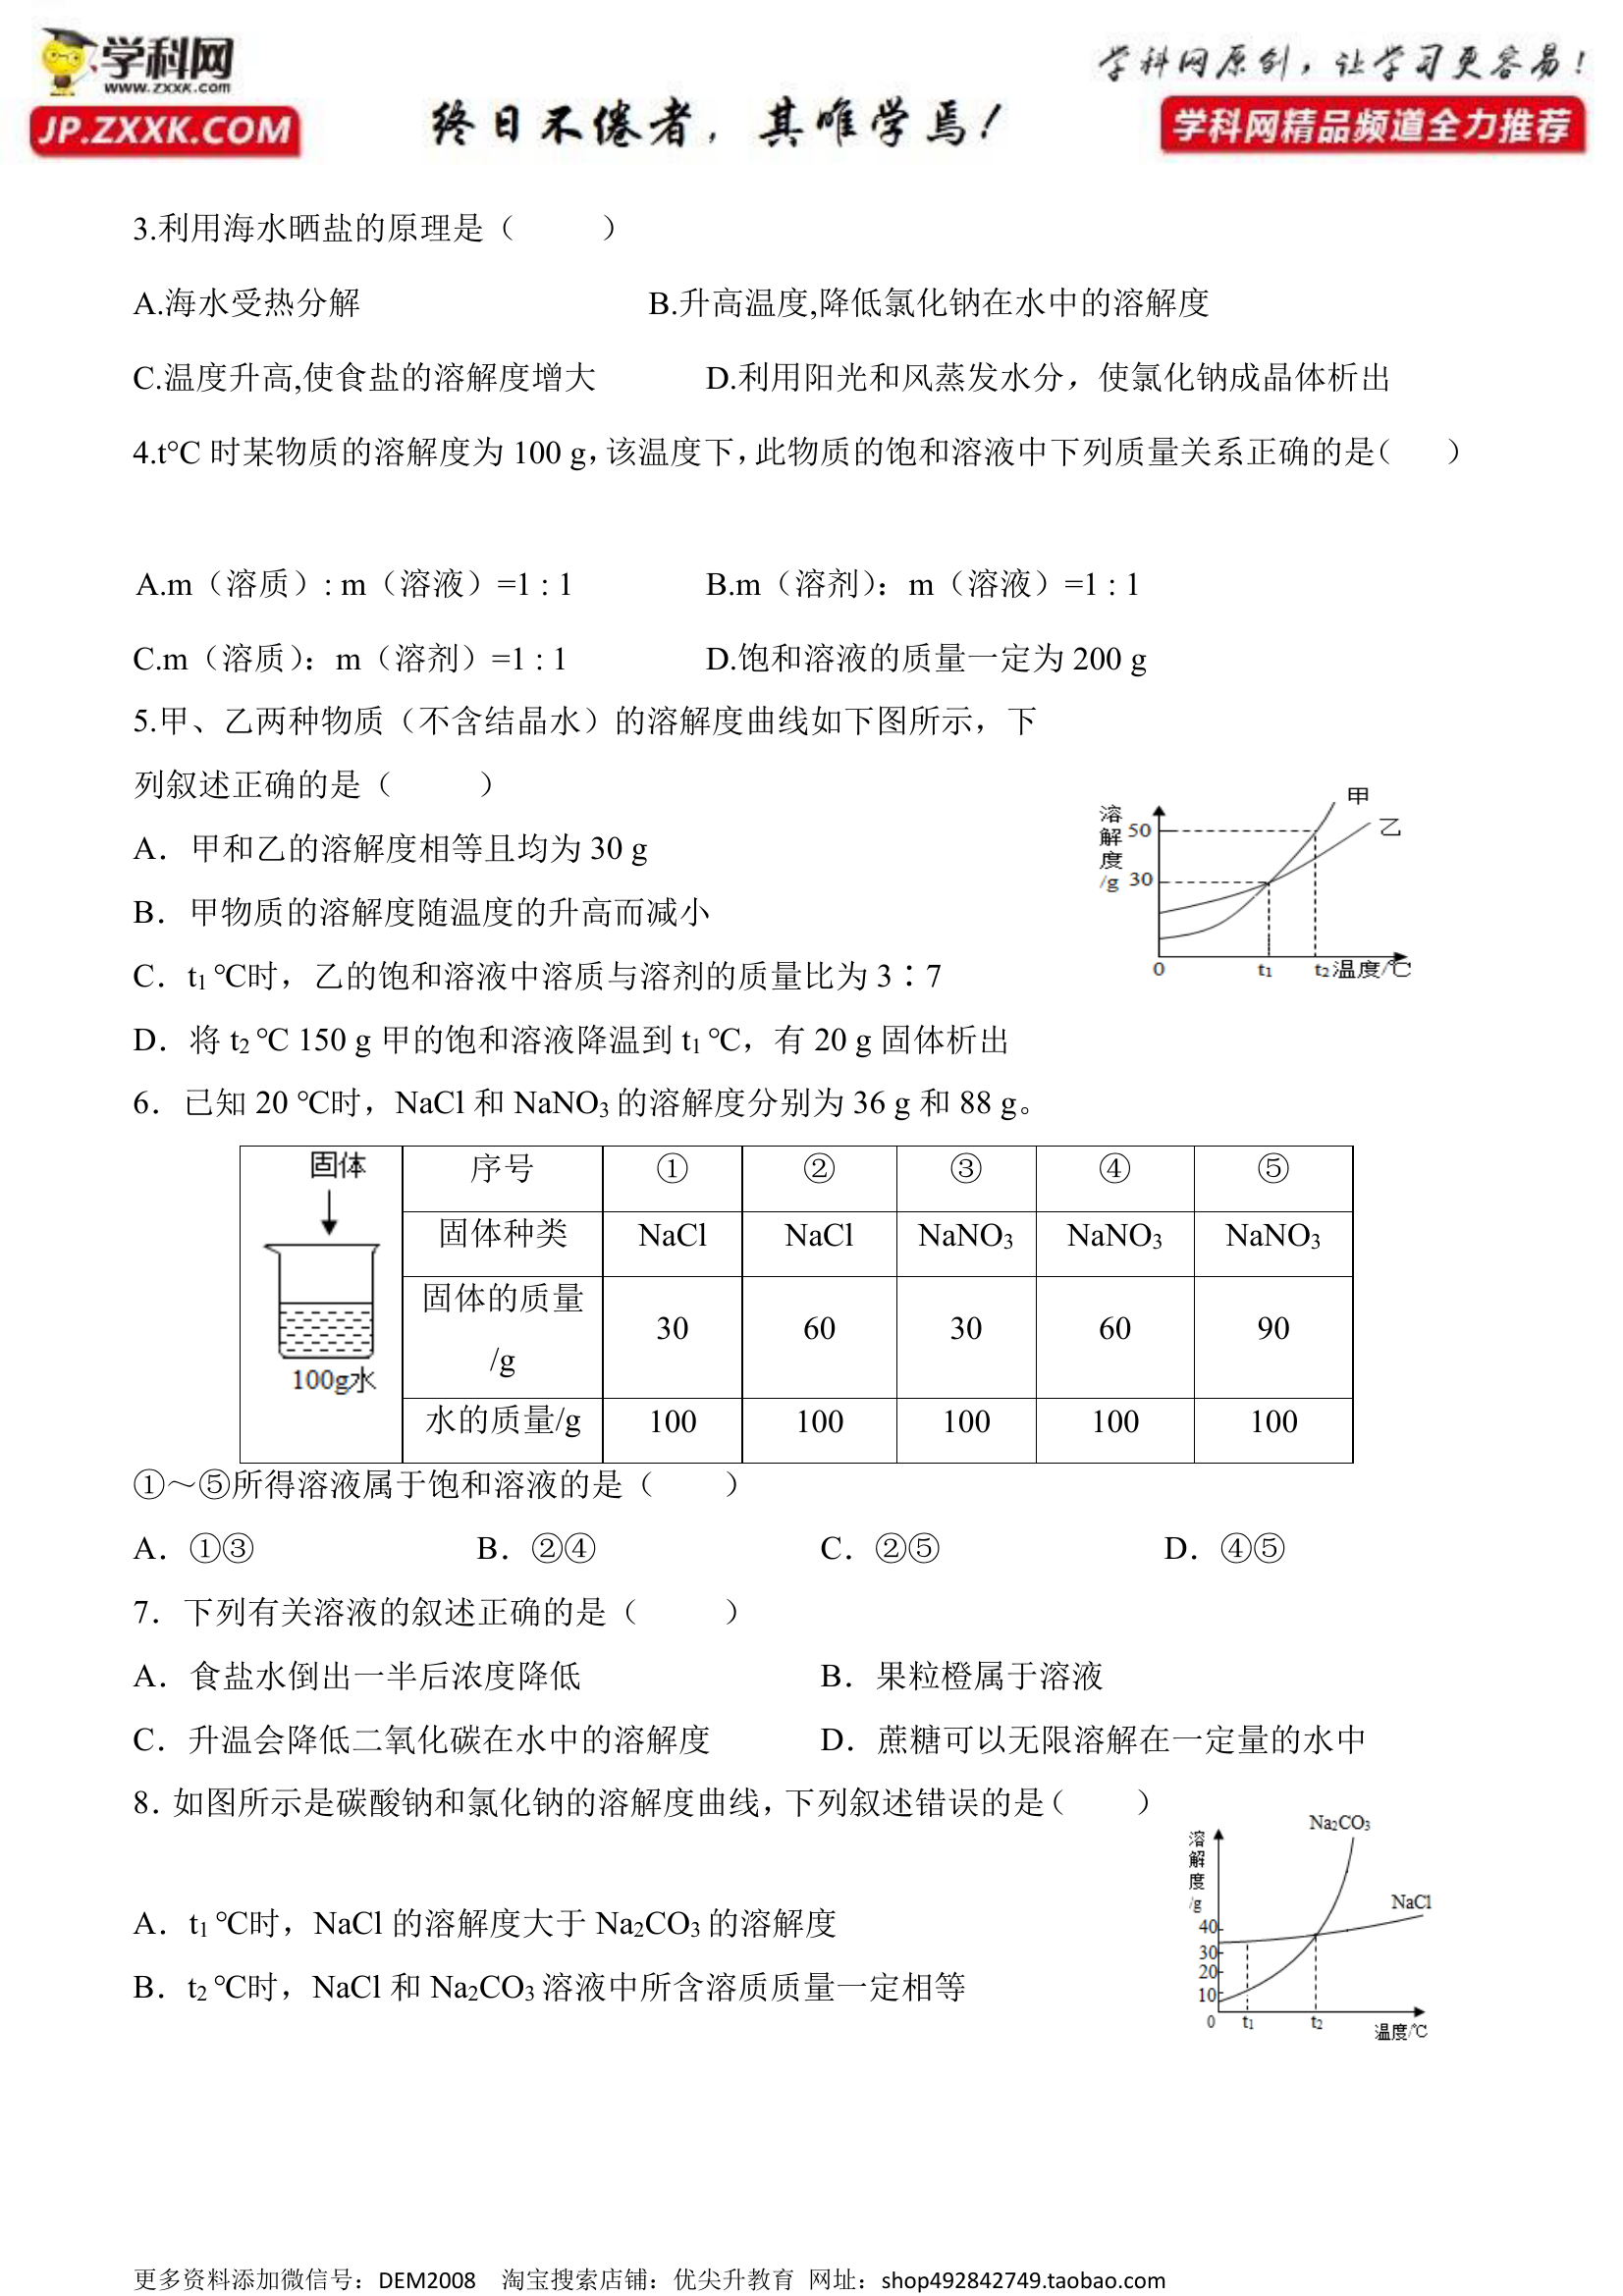 学科网
www.zxxk.com
JP.ZXXK.COM
终日不倦者，其唯学焉！
学科网原创，让学习更容易！
学科网精品频道全力推荐
3.利用海水晒盐的原理是（　　）
A.海水受热分解 B.升高温度,降低氯化钠在水中的溶解度
C.温度升高,使食盐的溶解度增大 D.利用阳光和风蒸发水分，使氯化钠成晶体析出
4.t°C 时某物质的溶解度为 100 g，该温度下，此物质的饱和溶液中下列质量关系正确的是（　　）
A.m（溶质）: m（溶液）=1 : 1 B.m（溶剂）：m（溶液）=1 : 1
C.m（溶质）：m（溶剂）=1 : 1 D.饱和溶液的质量一定为 200 g
5.甲、乙两种物质（不含结晶水）的溶解度曲线如下图所示，下
列叙述正确的是（　　）
A．甲和乙的溶解度相等且均为 30 g
B．甲物质的溶解度随温度的升高而减小
C．t₁ ℃时，乙的饱和溶液中溶质与溶剂的质量比为 3∶7
D．将 t₂ ℃ 150 g 甲的饱和溶液降温到 t₁ ℃，有 20 g 固体析出
溶解度/g
50
30
0
t₁
t₂
温度/℃
甲
乙
6．已知 20 ℃时，NaCl 和 NaNO₃ 的溶解度分别为 36 g 和 88 g。
固体
100g水
序号 ① ② ③ ④ ⑤
固体种类 NaCl NaCl NaNO₃ NaNO₃ NaNO₃
固体的质量
/g 30 60 30 60 90
水的质量/g 100 100 100 100 100
①～⑤所得溶液属于饱和溶液的是（　　）
A．①③ B．②④ C．②⑤ D．④⑤
7．下列有关溶液的叙述正确的是（　　）
A．食盐水倒出一半后浓度降低 B．果粒橙属于溶液
C．升温会降低二氧化碳在水中的溶解度 D．蔗糖可以无限溶解在一定量的水中
8．如图所示是碳酸钠和氯化钠的溶解度曲线，下列叙述错误的是（　　）
A．t₁ ℃时，NaCl 的溶解度大于 Na₂CO₃ 的溶解度
B．t₂ ℃时，NaCl 和 Na₂CO₃ 溶液中所含溶质质量一定相等
溶解度/g
Na₂CO₃
NaCl
40
30
20
10
0
t₁
t₂
温度/℃
更多资料添加微信号：DEM2008 淘宝搜索店铺：优尖升教育 网址：shop492842749.taobao.com